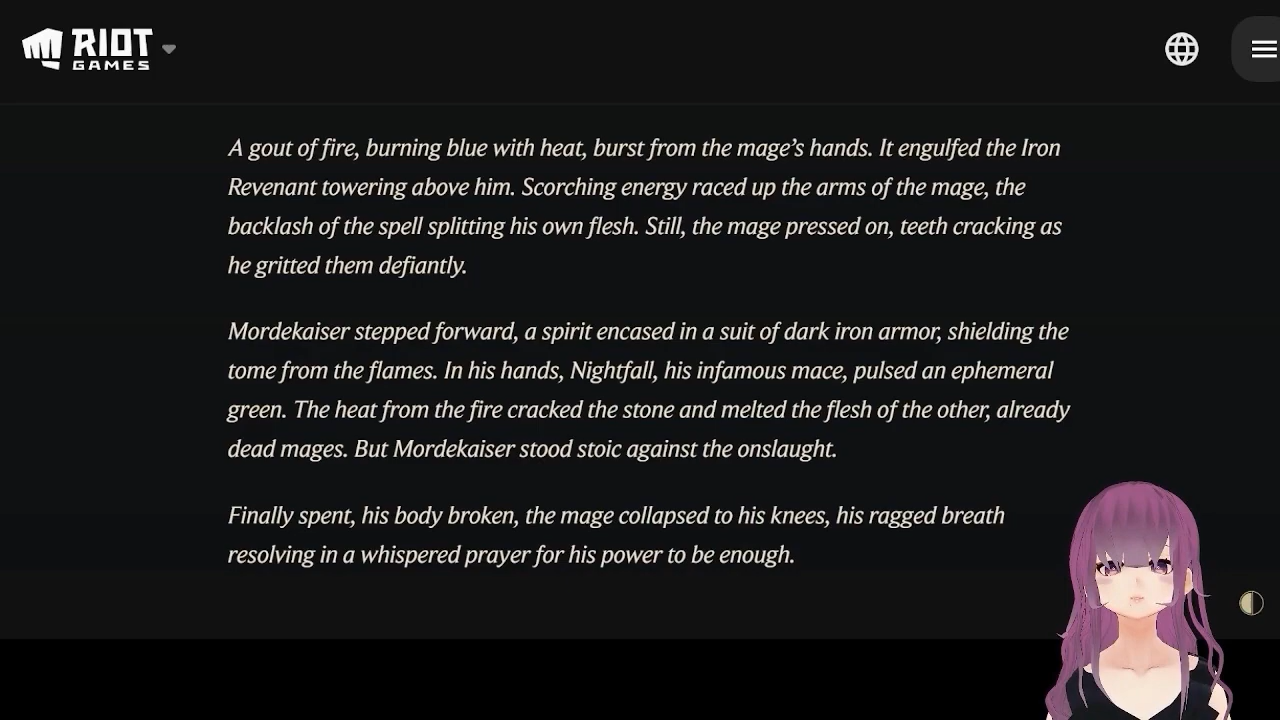 RIOT
GAMES
A gout of fire, burning blue with heat, burst from the mage’s hands. It engulfed the Iron
Revenant towering above him. Scorching energy raced up the arms of the mage, the
backlash of the spell splitting his own flesh. Still, the mage pressed on, teeth cracking as
he gritted them defiantly.
Mordekaiser stepped forward, a spirit encased in a suit of dark iron armor, shielding the
tome from the flames. In his hands, Nightfall, his infamous mace, pulsed an ephemeral
green. The heat from the fire cracked the stone and melted the flesh of the other, already
dead mages. But Mordekaiser stood stoic against the onslaught.
Finally spent, his body broken, the mage collapsed to his knees, his ragged breath
resolving in a whispered prayer for his power to be enough.